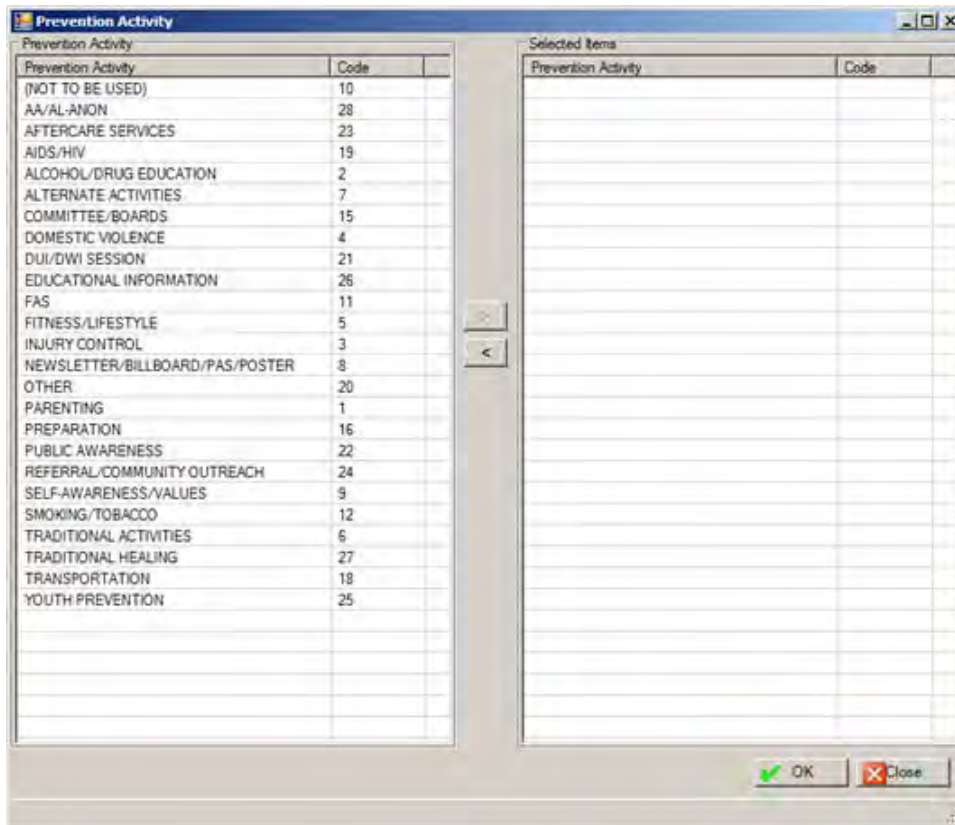 Prevention Activity
Prevention Activity
Prevention Activity Code
(NOT TO BE USED) 10
AA/AL-ANON 28
AFTERCARE SERVICES 23
AIDS/HIV 19
ALCOHOL/DRUG EDUCATION 2
ALTERNATE ACTIVITIES 7
COMMITTEE/BOARDS 15
DOMESTIC VIOLENCE 4
DUI/DWI SESSION 21
EDUCATIONAL INFORMATION 26
FAS 11
FITNESS/LIFESTYLE 5
INJURY CONTROL 3
NEWSLETTER/BILLBOARD/PAS/POSTER 8
OTHER 20
PARENTING 1
PREPARATION 16
PUBLIC AWARENESS 22
REFERRAL/COMMUNITY OUTREACH 24
SELF-AWARENESS/VALUES 9
SMOKING/TOBACCO 12
TRADITIONAL ACTIVITIES 6
TRADITIONAL HEALING 27
TRANSPORTATION 18
YOUTH PREVENTION 25
>
<
Selected Items
Prevention Activity Code
OK Close